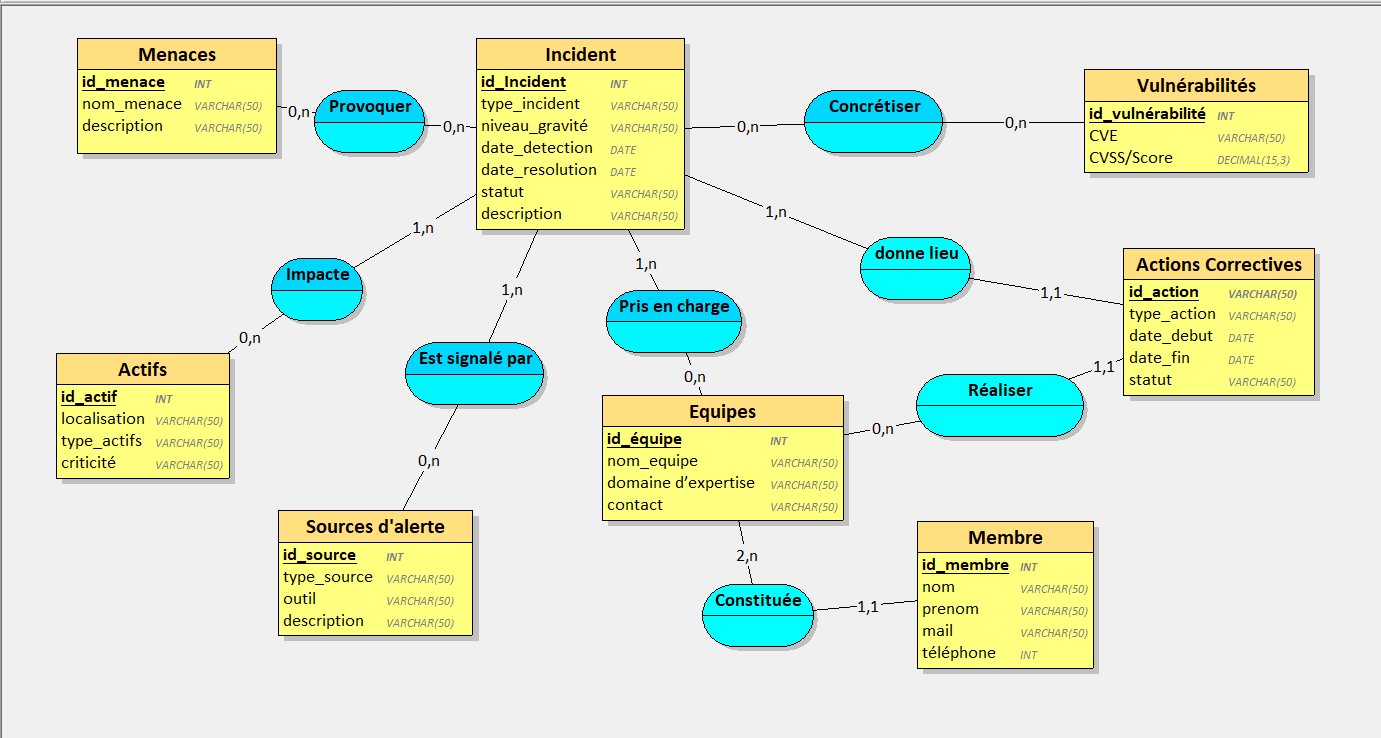 Menaces
id_menace INT
nom_menace VARCHAR(50)
description VARCHAR(50)
0,n
Provoquer
0,n
Incident
id_Incident INT
type_incident VARCHAR(50)
niveau_gravité VARCHAR(50)
date_detection DATE
date_resolution DATE
statut VARCHAR(50)
description VARCHAR(50)
0,n
Concrétiser
0,n
Vulnérabilités
id_vulnérabilité INT
CVE VARCHAR(50)
CVSS/Score DECIMAL(15,3)
1,n
Impacte
0,n
Actifs
id_actif INT
localisation VARCHAR(50)
type_actifs VARCHAR(50)
criticité VARCHAR(50)
1,n
Est signalé par
0,n
Sources d'alerte
id_source INT
type_source VARCHAR(50)
outil VARCHAR(50)
description VARCHAR(50)
1,n
Pris en charge
0,n
Equipes
id_équipe INT
nom_equipe VARCHAR(50)
domaine d’expertise VARCHAR(50)
contact VARCHAR(50)
1,n
donne lieu
1,1
Actions Correctives
id_action VARCHAR(50)
type_action VARCHAR(50)
date_debut DATE
date_fin DATE
statut VARCHAR(50)
1,1
Réaliser
0,n
2,n
Constituée
1,1
Membre
id_membre INT
nom VARCHAR(50)
prenom VARCHAR(50)
mail VARCHAR(50)
téléphone INT